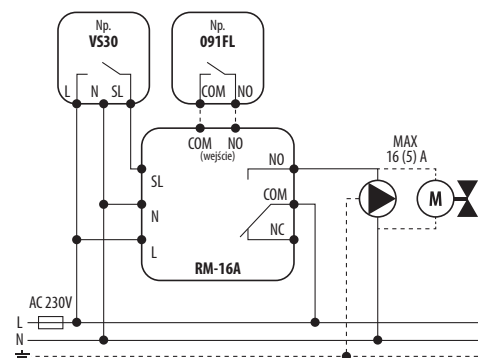 Np.
VS30
Np.
091FL
L N SL
COM NO
COM NO
(wejście)
MAX
16 (5) A
NO
SL
COM
M
N
NC
L
RM-16A
AC 230V
L
N